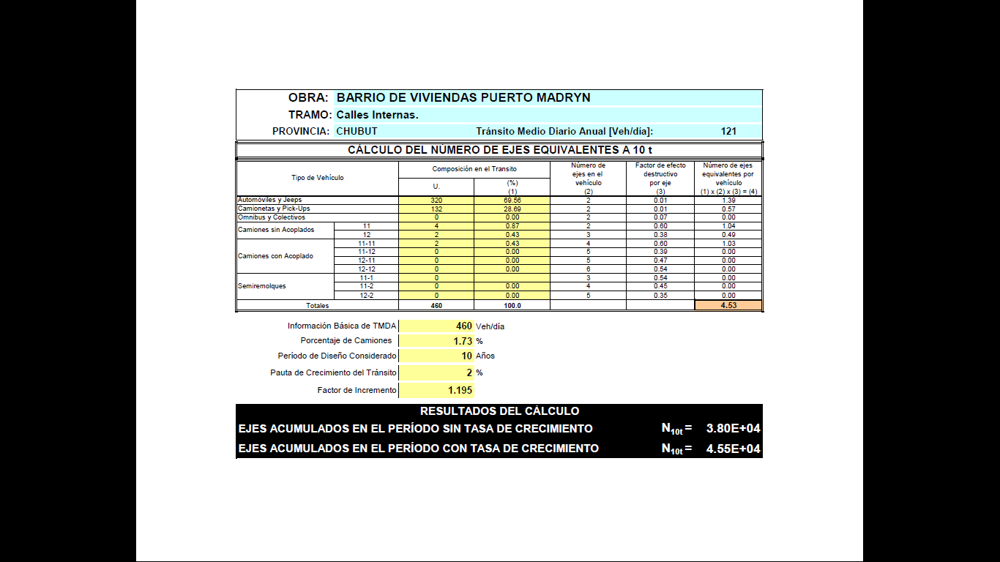 OBRA: BARRIO DE VIVIENDAS PUERTO MADRYN
TRAMO: Calles Internas.
PROVINCIA: CHUBUT Tránsito Medio Diario Anual [Veh/día]: 121
CÁLCULO DEL NÚMERO DE EJES EQUIVALENTES A 10 t
Tipo de Vehículo Composición en el Transito Número de ejes en el vehículo (2) Factor de efecto destructivo por eje (3) Número de ejes equivalentes por vehículo (1) x (2) x (3) = (4)
U. (%) (1)
Automóviles y Jeeps 320 69.56 2 0.01 1.39
Camionetas y Pick-Ups 132 28.69 2 0.01 0.57
Omnibus y Colectivos 0 0.00 2 0.07 0.00
Camiones sin Acoplados 11 4 0.87 2 0.60 1.04
12 2 0.43 3 0.38 0.49
Camiones con Acoplado 11-11 2 0.43 4 0.60 1.03
11-12 0 0.00 5 0.39 0.00
12-11 0 0.00 5 0.47 0.00
12-12 0 0.00 6 0.54 0.00
Semiremolques 11-1 0 3 0.54 0.00
11-2 0 0.00 4 0.45 0.00
12-2 0 0.00 5 0.35 0.00
Totales 460 100.0 4.53
Información Básica de TMDA 460 Veh/día
Porcentaje de Camiones 1.73 %
Período de Diseño Considerado 10 Años
Pauta de Crecimiento del Tránsito 2 %
Factor de Incremento 1.195
RESULTADOS DEL CÁLCULO
EJES ACUMULADOS EN EL PERÍODO SIN TASA DE CRECIMIENTO N10t = 3.80E+04
EJES ACUMULADOS EN EL PERÍODO CON TASA DE CRECIMIENTO N10t = 4.55E+04